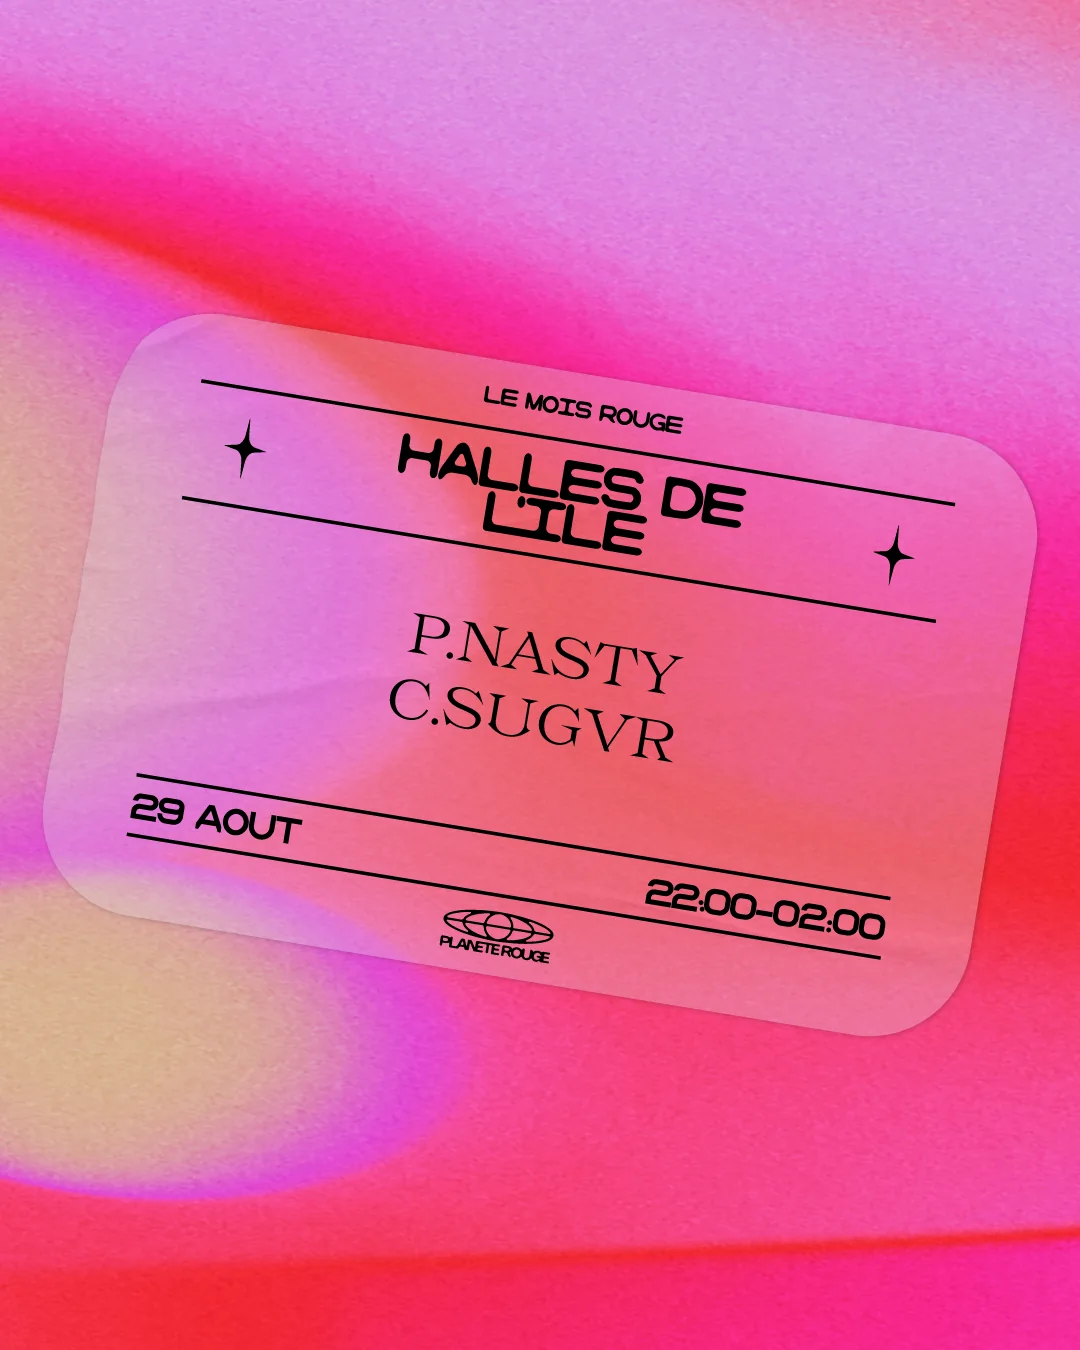 LE MOIS ROUGE
HALLES DE
L'ILE
P.NASTY
C.SUGVR
29 AOUT
22:00-02:00
PLANETE ROUGE